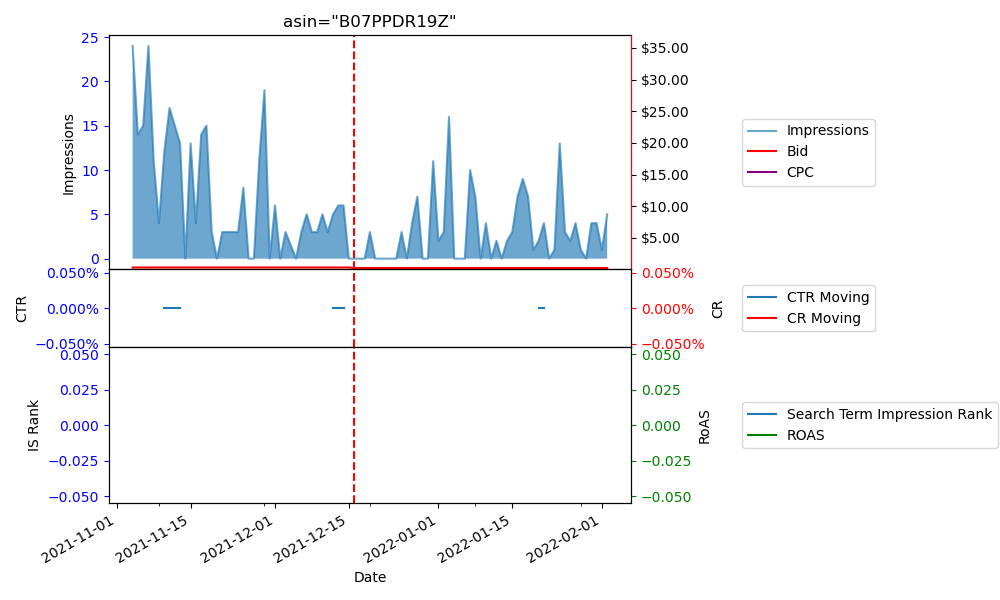 asin="B07PPDR19Z"
Impressions
25
20
15
10
5
0
$35.00
$30.00
$25.00
$20.00
$15.00
$10.00
$5.00
Impressions
Bid
CPC
CTR
0.050%
0.000%
−0.050%
0.050%
0.000%
−0.050%
CR
CTR Moving
CR Moving
IS Rank
0.050
0.025
0.000
−0.025
−0.050
0.050
0.025
0.000
−0.025
−0.050
RoAS
Search Term Impression Rank
ROAS
2021-11-01
2021-11-15
2021-12-01
2021-12-15
2022-01-01
2022-01-15
2022-02-01
Date